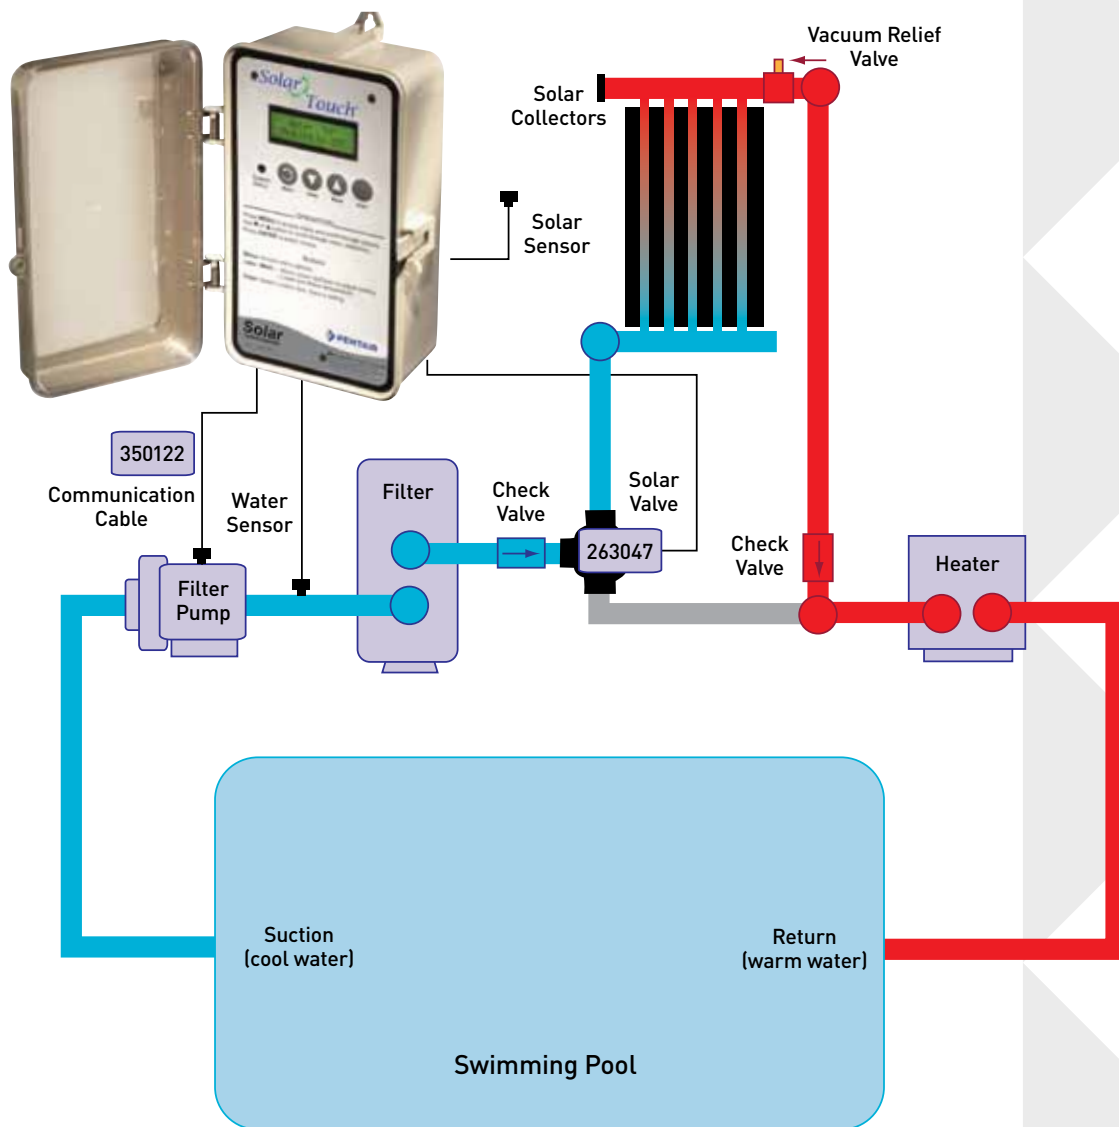 Vacuum Relief
Valve
Solar
Collectors
Solar
Touch
Solar
Sensor
OPERATION
Solar
PENTAIR
350122
Communication
Cable
Water
Sensor
Filter
Check
Valve
Solar
Valve
263047
Check
Valve
Heater
Filter
Pump
Suction
(cool water)
Return
(warm water)
Swimming Pool